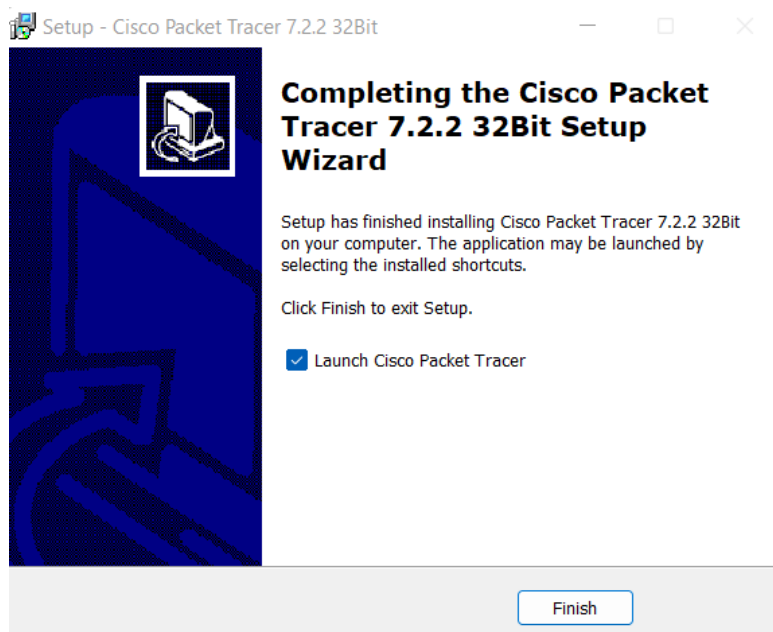 Setup - Cisco Packet Tracer 7.2.2 32Bit
Completing the Cisco Packet
Tracer 7.2.2 32Bit Setup
Wizard
Setup has finished installing Cisco Packet Tracer 7.2.2 32Bit
on your computer. The application may be launched by
selecting the installed shortcuts.
Click Finish to exit Setup.
Launch Cisco Packet Tracer
Finish